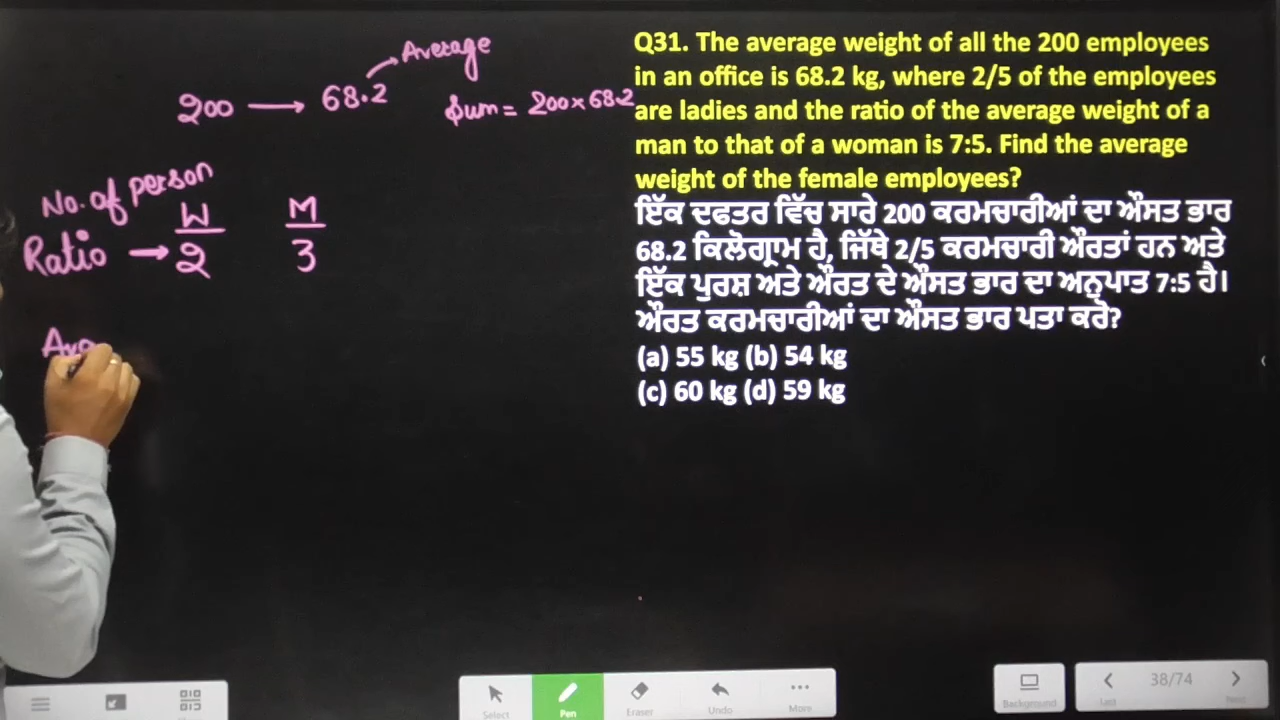 Average
200 → 68.2
Sum = 200×68.2
No. of person
W M
Ratio → 2 3
Ave
Q31. The average weight of all the 200 employees
in an office is 68.2 kg, where 2/5 of the employees
are ladies and the ratio of the average weight of a
man to that of a woman is 7:5. Find the average
weight of the female employees?
ਇੱਕ ਦਫਤਰ ਵਿੱਚ ਸਾਰੇ 200 ਕਰਮਚਾਰੀਆਂ ਦਾ ਔਸਤ ਭਾਰ
68.2 ਕਿਲੋਗ੍ਰਾਮ ਹੈ, ਜਿੱਥੇ 2/5 ਕਰਮਚਾਰੀ ਔਰਤਾਂ ਹਨ ਅਤੇ
ਇੱਕ ਪੁਰਸ਼ ਅਤੇ ਔਰਤ ਦੇ ਔਸਤ ਭਾਰ ਦਾ ਅਨੁਪਾਤ 7:5 ਹੈ।
ਔਰਤ ਕਰਮਚਾਰੀਆਂ ਦਾ ਔਸਤ ਭਾਰ ਪਤਾ ਕਰੋ?
(a) 55 kg (b) 54 kg
(c) 60 kg (d) 59 kg
Select Pen Eraser Undo More
Background Last 38/74 Next